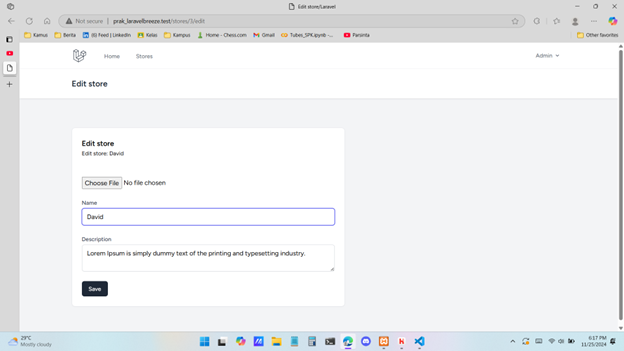 Edit store/Laravel
Not secure
prak_laravelbreeze.test/stores/3/edit
Kamus
Berita
(6) Feed | LinkedIn
Kelas
Kampus
Home - Chess.com
Gmail
Tubes_SPK.ipynb -...
Other favorites
Home
Stores
Admin
Edit store
Edit store
Edit store: David
Choose File No file chosen
Name
David
Description
Lorem Ipsum is simply dummy text of the printing and typesetting industry.
Save
29°C
Mostly cloudy
6:17 PM
11/25/2024